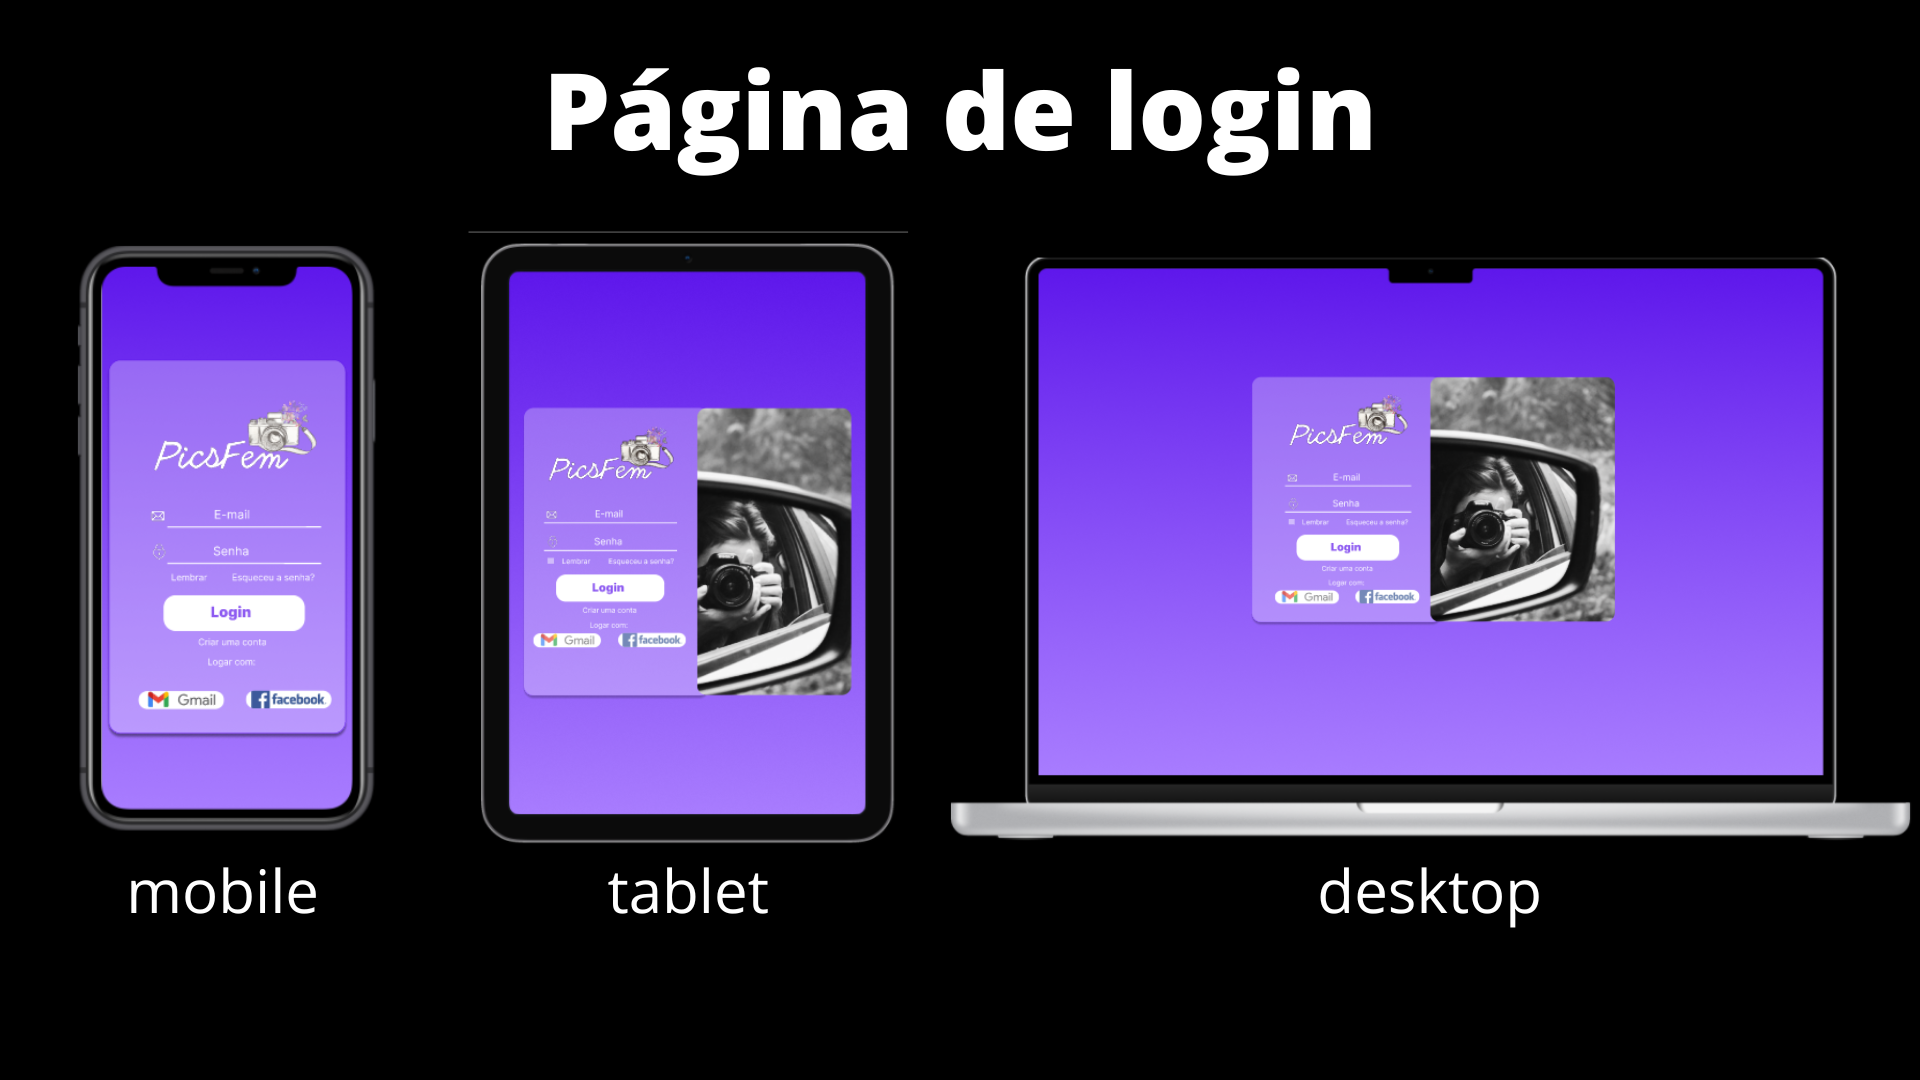 Página de login
PicsFem
E-mail
Senha
Lembrar Esqueceu a senha?
Login
Criar uma conta
Logar com:
Gmail facebook
mobile
PicsFem
E-mail
Senha
Lembrar Esqueceu a senha?
Login
Criar uma conta
Logar com:
Gmail facebook
tablet
PicsFem
E-mail
Senha
Lembrar Esqueceu a senha?
Login
Criar uma conta
Logar com:
Gmail facebook
desktop